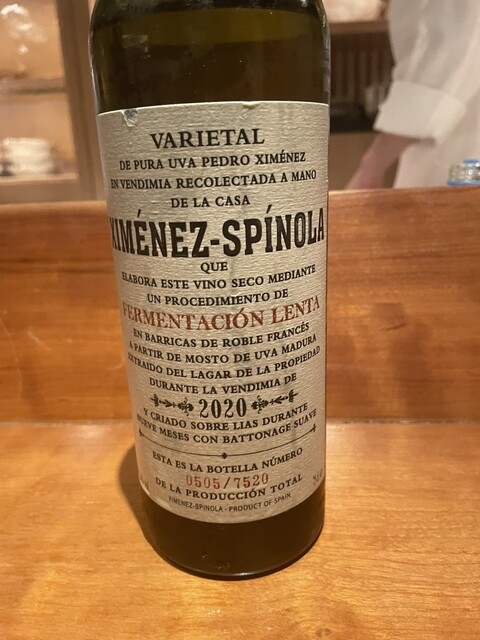 VARIETAL
DE PURA UVA PEDRO XIMÉNEZ
EN VENDIMIA RECOLECTADA A MANO
DE LA CASA
XIMÉNEZ-SPÍNOLA
QUE
ELABORA ESTE VINO SECO MEDIANTE
UN PROCEDIMIENTO DE
FERMENTACIÓN LENTA
EN BARRICAS DE ROBLE FRANCÉS
A PARTIR DE MOSTO DE UVA MADURA
EXTRAIDO DEL LAGAR DE LA PROPIEDAD
DURANTE LA VENDIMIA DE
2020
Y CRIADO SOBRE LIAS DURANTE
NUEVE MESES CON BATTONAGE SUAVE
ESTA ES LA BOTELLA NÚMERO
0505/7520
DE LA PRODUCCIÓN TOTAL
XIMENEZ-SPINOLA - PRODUCT OF SPAIN